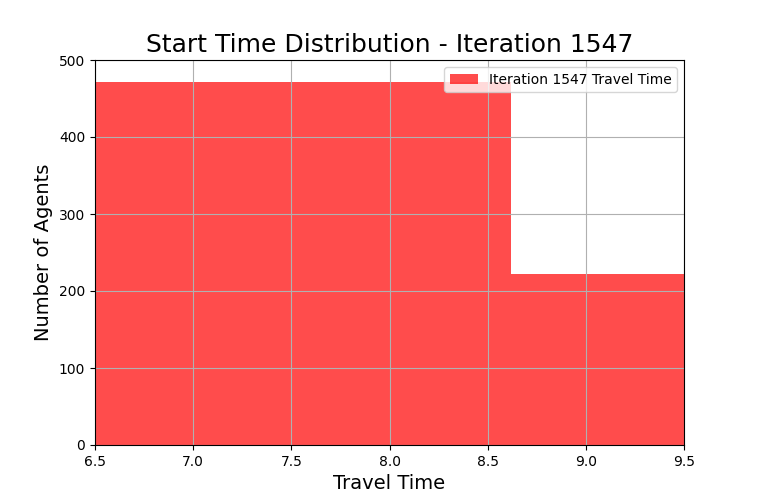 Start Time Distribution - Iteration 1547
Iteration 1547 Travel Time
Number of Agents
500
400
300
200
100
0
6.5 7.0 7.5 8.0 8.5 9.0 9.5
Travel Time